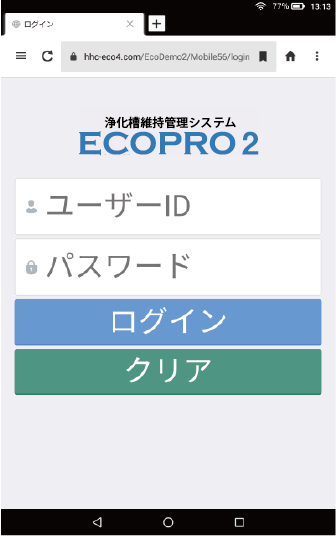 77% 13:13
ログイン
hhc-eco4.com/EcoDemo2/Mobile56/login
浄化槽維持管理システム
ECOPRO 2
ユーザーID
パスワード
ログイン
クリア